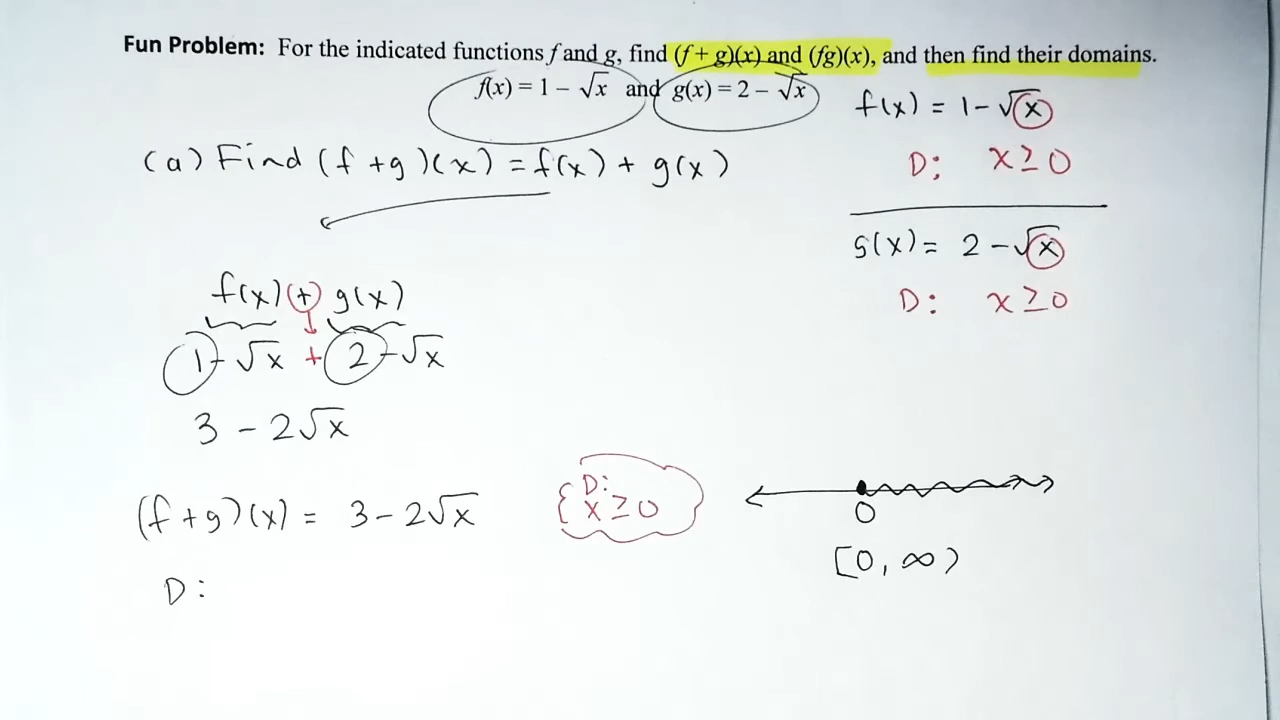 Fun Problem: For the indicated functions f and g, find (f + g)(x) and (fg)(x), and then find their domains.
f(x) = 1 – √x and g(x) = 2 – √x
(a) Find (f + g)(x) = f(x) + g(x)
f(x) + g(x)
1 - √x + 2 - √x
3 - 2√x
(f + g)(x) = 3 - 2√x
D:
D:
x ≥ 0
0
[0, ∞)
f(x) = 1 - √x
D: x ≥ 0
g(x) = 2 - √x
D: x ≥ 0